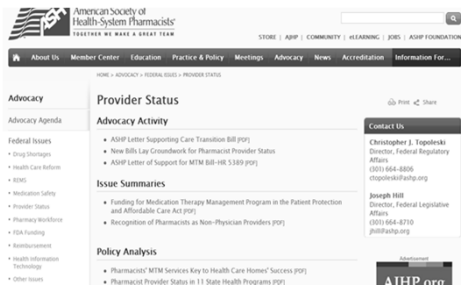 American Society of
Health-System Pharmacists®
TOGETHER WE MAKE A GREAT TEAM
STORE | AJHP | COMMUNITY | eLEARNING | JOBS | ASHP FOUNDATION
About Us Member Center Education Practice & Policy Meetings Advocacy News Accreditation Information For...
HOME > ADVOCACY > FEDERAL ISSUES > PROVIDER STATUS
Advocacy
Advocacy Agenda
Federal Issues
• Drug Shortages
• Health Care Reform
• REMS
• Medication Safety
• Provider Status
• Pharmacy Workforce
• FDA Funding
• Reimbursement
• Health Information
Technology
• Other Issues
Provider Status
Print Share
Advocacy Activity
• ASHP Letter Supporting Care Transition Bill [PDF]
• New Bills Lay Groundwork for Pharmacist Provider Status
• ASHP Letter of Support for MTM Bill-HR 5389 [PDF]
Issue Summaries
• Funding for Medication Therapy Management Program in the Patient Protection
and Affordable Care Act [PDF]
• Recognition of Pharmacists as Non-Physician Providers [PDF]
Policy Analysis
• Pharmacists' MTM Services Key to Health Care Homes' Success [PDF]
• Pharmacist Provider Status in 11 State Health Programs [PDF]
Contact Us
Christopher J. Topoleski
Director, Federal Regulatory
Affairs
(301) 664-8806
ctopoleski@ashp.org
Joseph Hill
Director, Federal Legislative
Affairs
(301) 664-8710
jhill@ashp.org
Advertisement
AJHP.org